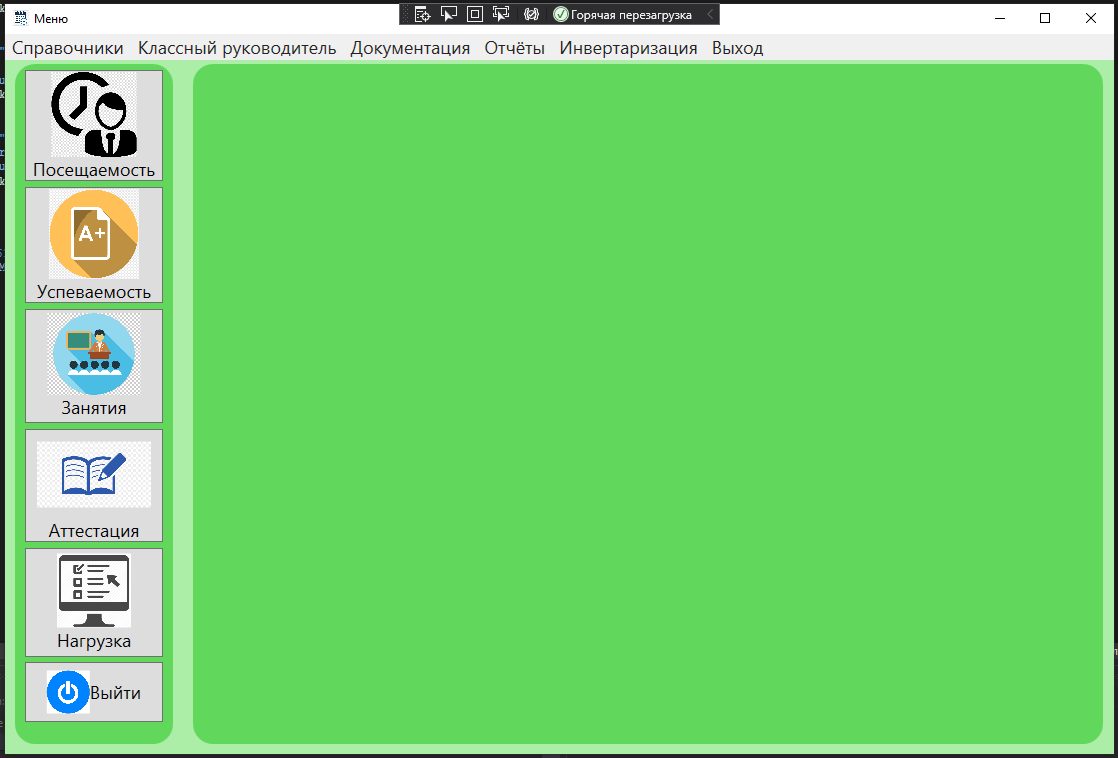 Меню
Горячая перезагрузка
Справочники Классный руководитель Документация Отчёты Инвертаризация Выход
Посещаемость
A+
Успеваемость
Занятия
Аттестация
Нагрузка
Выйти